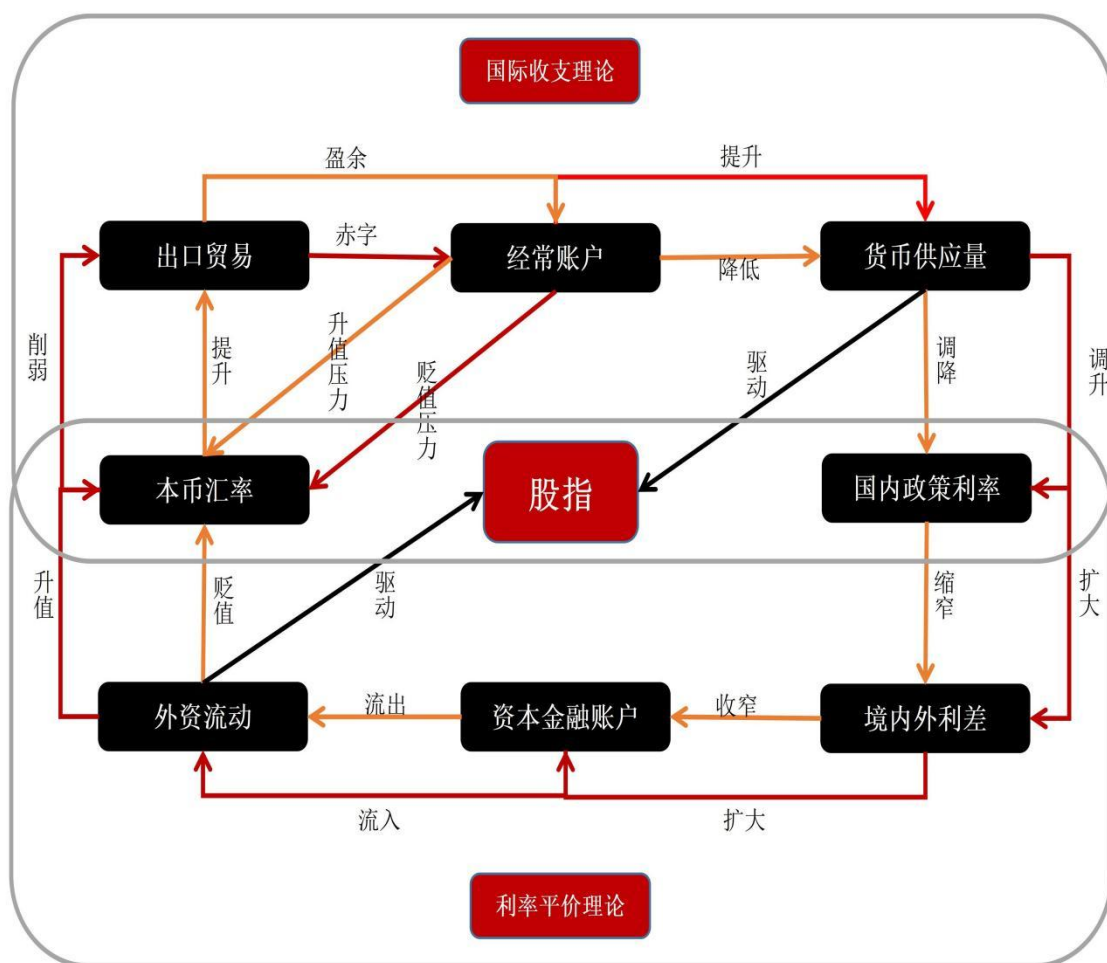 国际收支理论
盈余
提升
出口贸易
赤字
经常账户
降低
货币供应量
削弱
提升
升值压力
贬值压力
驱动
调降
调升
本币汇率
股指
国内政策利率
升值
贬值
驱动
缩窄
扩大
外资流动
流出
资本金融账户
收窄
境内外利差
流入
扩大
利率平价理论